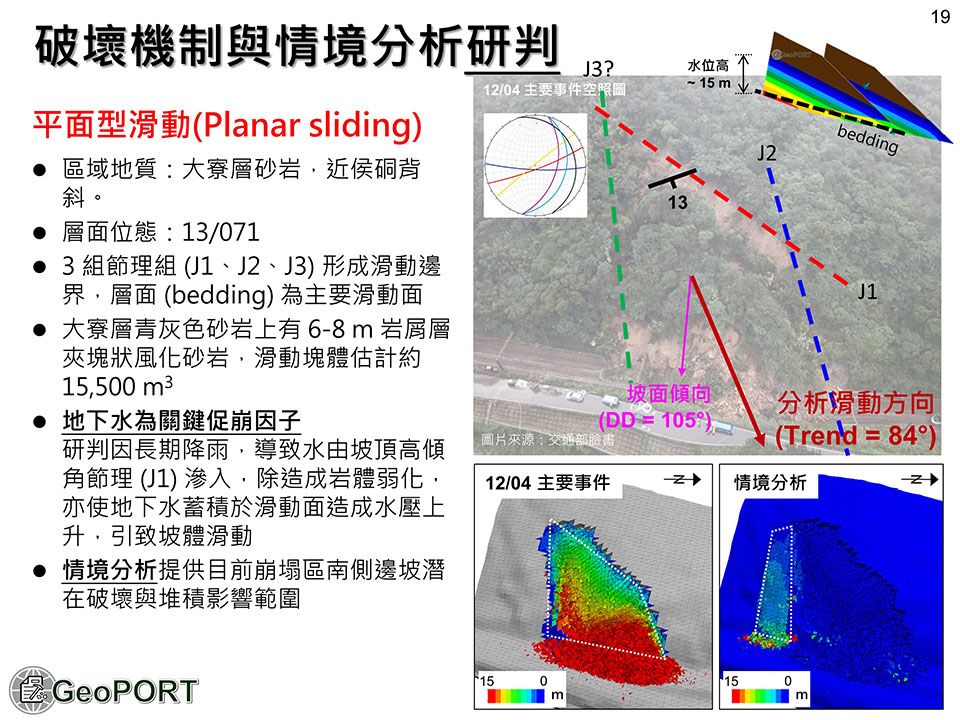 19
破壞機制與情境分析研判
平面型滑動(Planar sliding)
● 區域地質：大寮層砂岩，近侯硐背
斜。
● 層面位態：13/071
● 3 組節理組 (J1、J2、J3) 形成滑動邊
界，層面 (bedding) 為主要滑動面
● 大寮層青灰色砂岩上有 6-8 m 岩屑層
夾塊狀風化砂岩，滑動塊體估計約
15,500 m³
● 地下水為關鍵促崩因子
研判因長期降雨，導致水由坡頂高傾
角節理 (J1) 滲入，除造成岩體弱化，
亦使地下水蓄積於滑動面造成水壓上
升，引致坡體滑動
● 情境分析提供目前崩塌區南側邊坡潛
在破壞與堆積影響範圍
GeoPORT
J3?
水位高
~ 15 m
GeoPORT
bedding
12/04 主要事件空照圖
J2
13
J1
坡面傾向
(DD = 105°)
分析滑動方向
(Trend = 84°)
圖片來源：交通部臉書
12/04 主要事件
N
15 0
m
情境分析
N
15 0
m